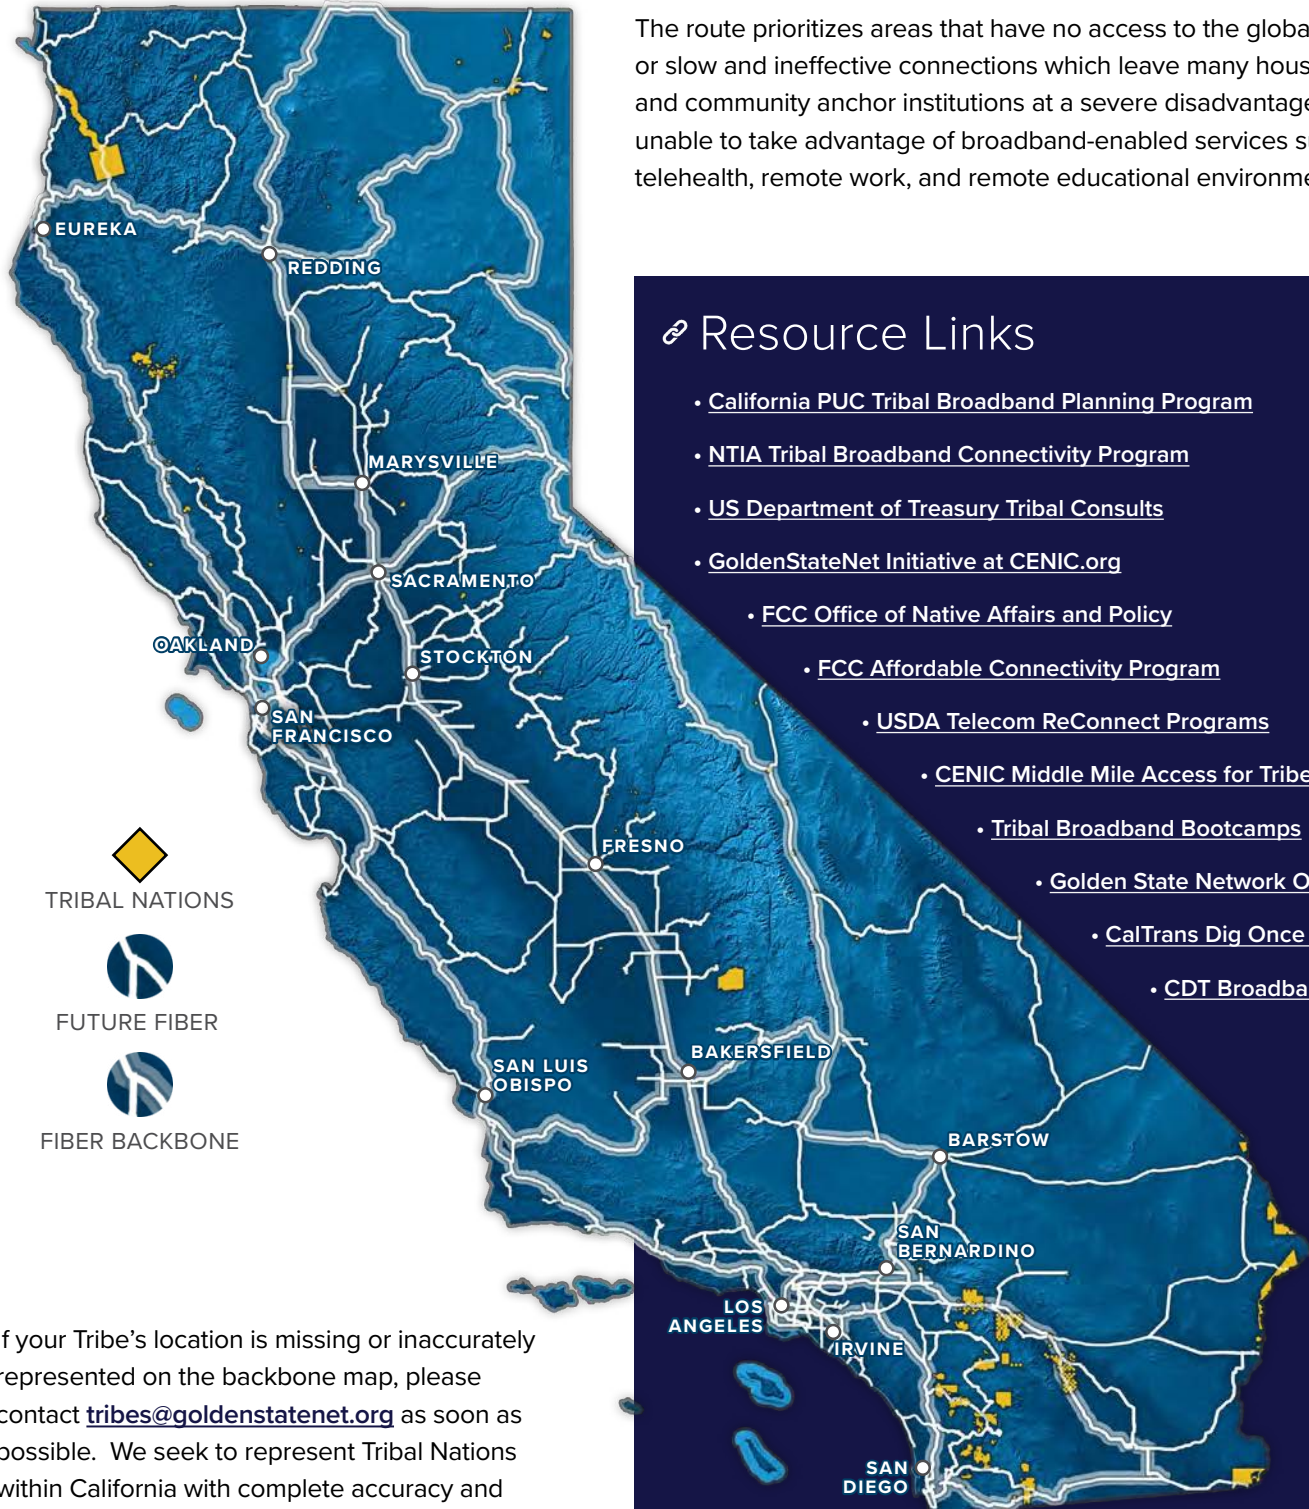 The route prioritizes areas that have no access to the global
or slow and ineffective connections which leave many hous
and community anchor institutions at a severe disadvantage
unable to take advantage of broadband-enabled services su
telehealth, remote work, and remote educational environme
Resource Links
• California PUC Tribal Broadband Planning Program
• NTIA Tribal Broadband Connectivity Program
• US Department of Treasury Tribal Consults
• GoldenStateNet Initiative at CENIC.org
• FCC Office of Native Affairs and Policy
• FCC Affordable Connectivity Program
• USDA Telecom ReConnect Programs
• CENIC Middle Mile Access for Tribe
• Tribal Broadband Bootcamps
• Golden State Network O
• CalTrans Dig Once
• CDT Broadba
EUREKA
REDDING
MARYSVILLE
SACRAMENTO
OAKLAND
STOCKTON
SAN
FRANCISCO
FRESNO
BAKERSFIELD
SAN LUIS
OBISPO
BARSTOW
SAN
BERNARDINO
LOS
ANGELES
IRVINE
SAN
DIEGO
TRIBAL NATIONS
FUTURE FIBER
FIBER BACKBONE
If your Tribe’s location is missing or inaccurately
represented on the backbone map, please
contact tribes@goldenstatenet.org as soon as
possible.  We seek to represent Tribal Nations
within California with complete accuracy and